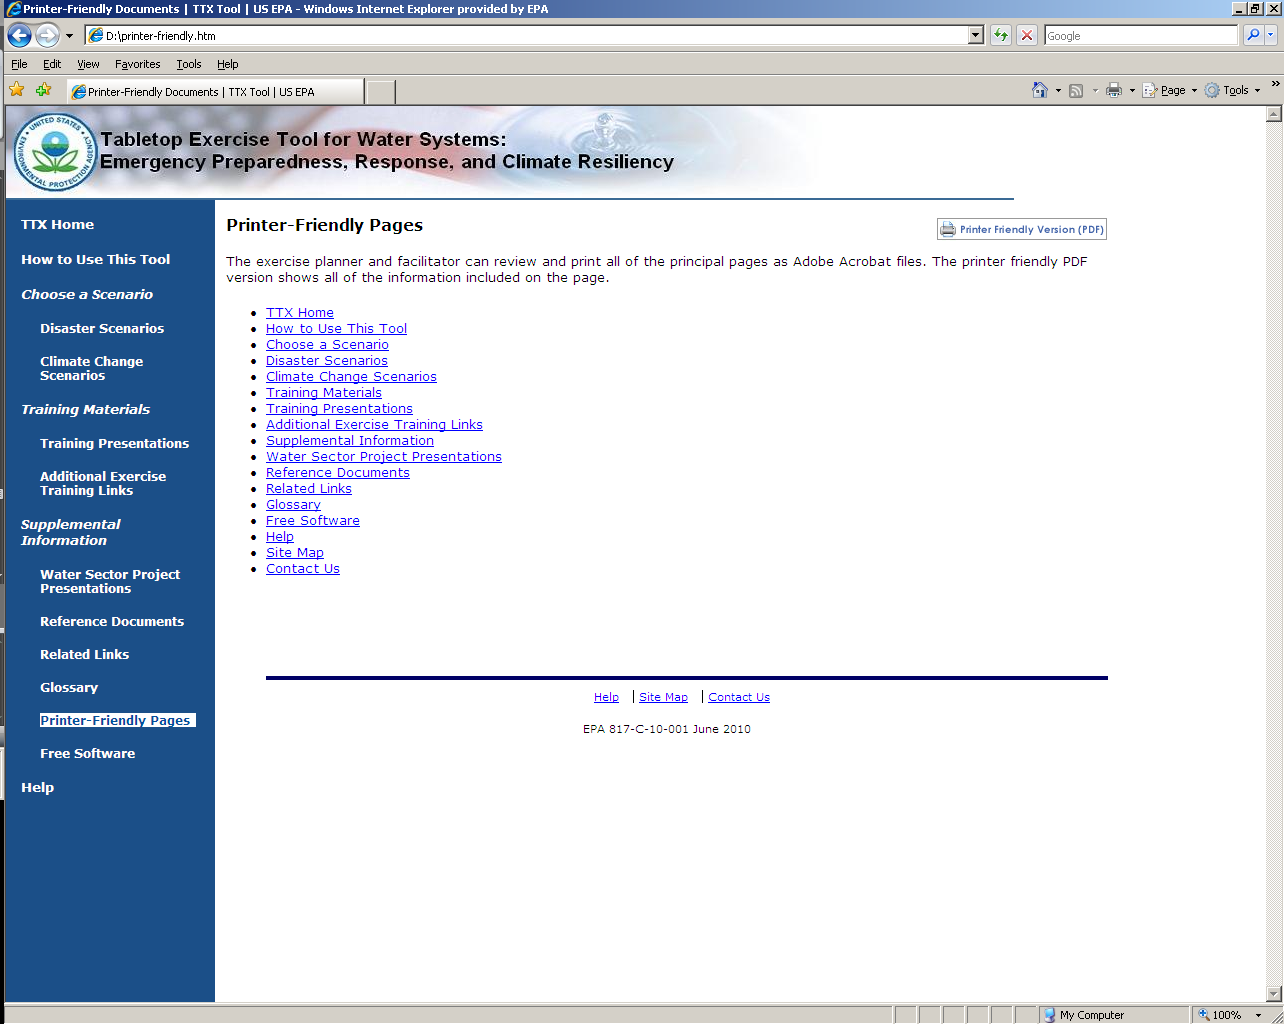 Printer-Friendly Documents | TTX Tool | US EPA - Windows Internet Explorer provided by EPA
D:\printer-friendly.htm
Google
File Edit View Favorites Tools Help
Printer-Friendly Documents | TTX Tool | US EPA
Page Tools
UNITED STATES
ENVIRONMENTAL PROTECTION AGENCY
Tabletop Exercise Tool for Water Systems:
Emergency Preparedness, Response, and Climate Resiliency
TTX Home
How to Use This Tool
Choose a Scenario
Disaster Scenarios
Climate Change
Scenarios
Training Materials
Training Presentations
Additional Exercise
Training Links
Supplemental
Information
Water Sector Project
Presentations
Reference Documents
Related Links
Glossary
Printer-Friendly Pages
Free Software
Help
Printer-Friendly Pages
Printer Friendly Version (PDF)
The exercise planner and facilitator can review and print all of the principal pages as Adobe Acrobat files. The printer friendly PDF
version shows all of the information included on the page.
• TTX Home
• How to Use This Tool
• Choose a Scenario
• Disaster Scenarios
• Climate Change Scenarios
• Training Materials
• Training Presentations
• Additional Exercise Training Links
• Supplemental Information
• Water Sector Project Presentations
• Reference Documents
• Related Links
• Glossary
• Free Software
• Help
• Site Map
• Contact Us
Help | Site Map | Contact Us
EPA 817-C-10-001 June 2010
My Computer
100%